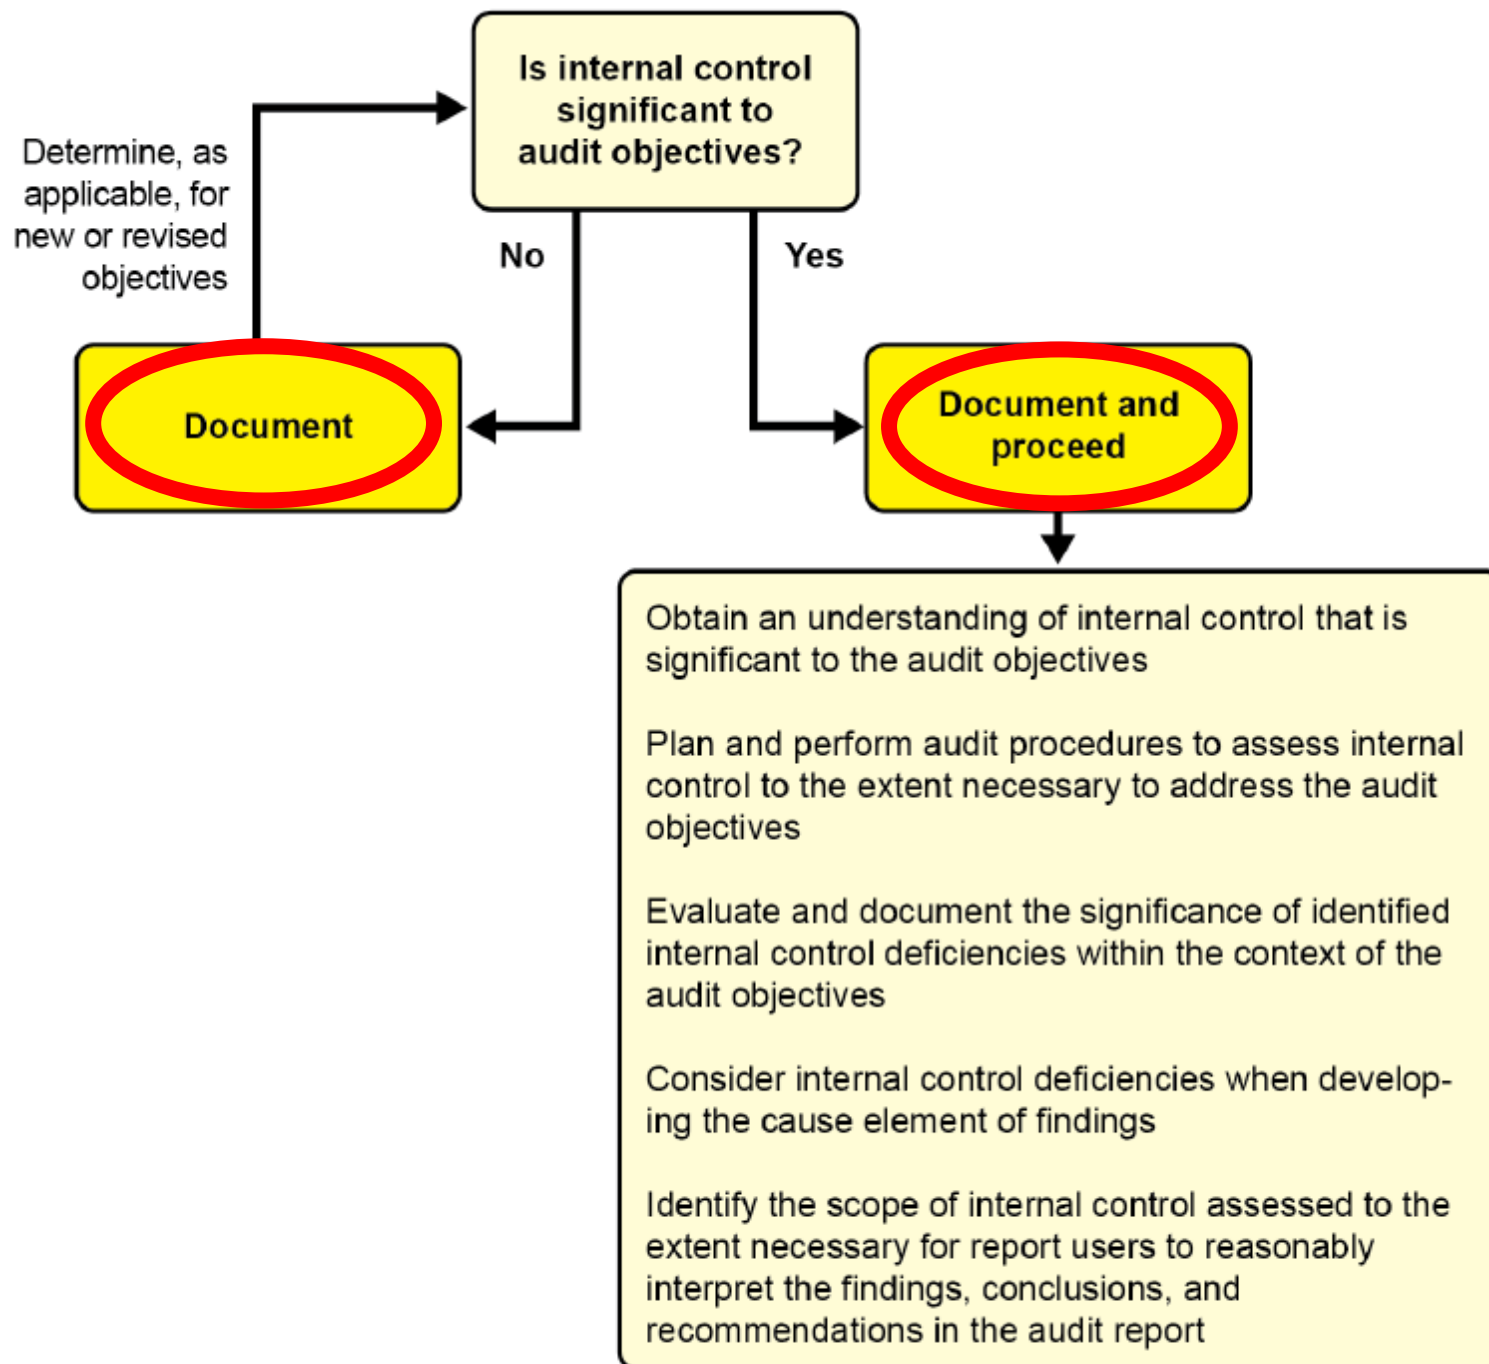 Is internal control
significant to
audit objectives?
Determine, as
applicable, for
new or revised
objectives
No
Yes
Document
Document and
proceed
Obtain an understanding of internal control that is
significant to the audit objectives
Plan and perform audit procedures to assess internal
control to the extent necessary to address the audit
objectives
Evaluate and document the significance of identified
internal control deficiencies within the context of the
audit objectives
Consider internal control deficiencies when develop-
ing the cause element of findings
Identify the scope of internal control assessed to the
extent necessary for report users to reasonably
interpret the findings, conclusions, and
recommendations in the audit report